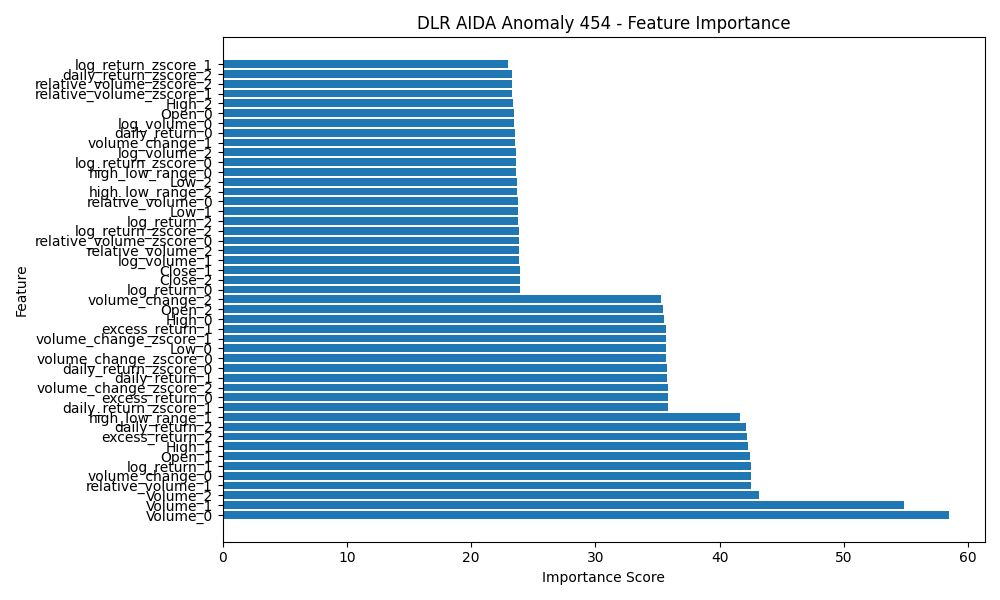 DLR AIDA Anomaly 454 - Feature Importance
log_return_zscore_1
daily_return_zscore_2
relative_volume_zscore_2
relative_volume_zscore_1
High_2
Open_0
log_volume_0
daily_return_0
volume_change_1
log_volume_2
log_return_zscore_0
high_low_range_0
Low_2
high_low_range_2
relative_volume_0
Low_1
log_return_2
log_return_zscore_2
relative_volume_zscore_0
relative_volume_2
log_volume_1
Close_1
Close_2
log_return_0
volume_change_2
Open_2
High_0
excess_return_1
volume_change_zscore_1
Low_0
volume_change_zscore_0
daily_return_zscore_0
daily_return_1
volume_change_zscore_2
excess_return_0
daily_return_zscore_1
high_low_range_1
daily_return_2
excess_return_2
High_1
Open_1
log_return_1
volume_change_0
relative_volume_1
Volume_2
Volume_1
Volume_0
Feature
0 10 20 30 40 50 60
Importance Score